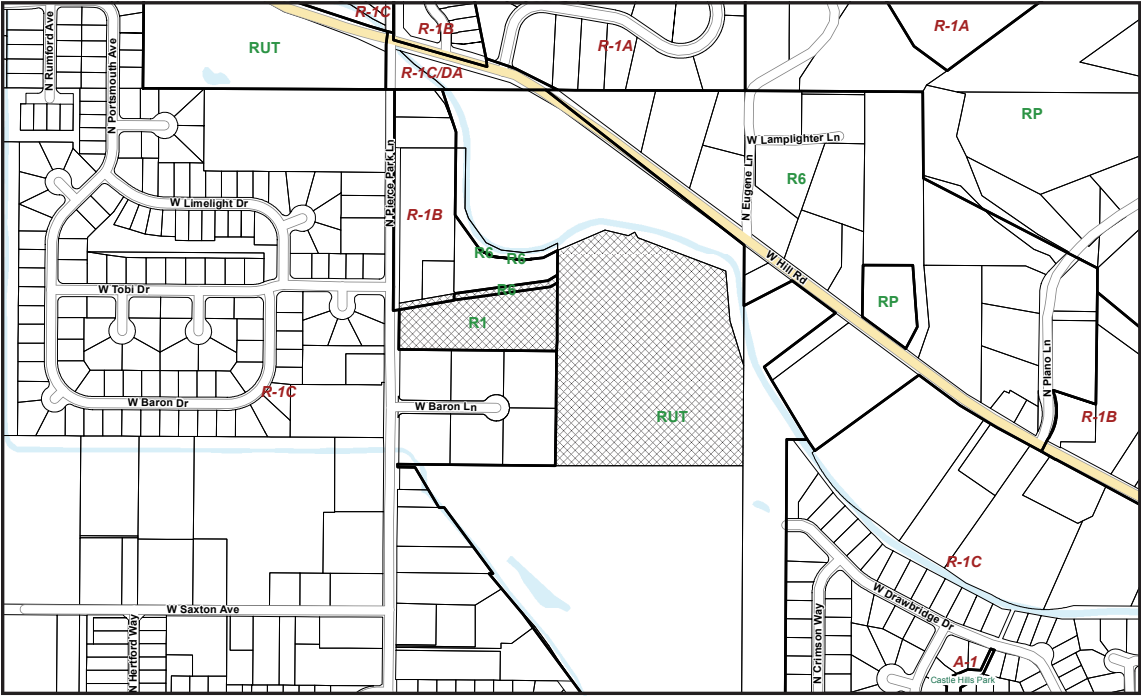 R-1C
R-1B
R-1A
R-1A
RUT
R-1C/DA
N Rumford Ave
N Portsmouth Ave
RP
W Lamplighter Ln
N Pierce Park Ln
N Eugene Ln
R6
W Limelight Dr
R-1B
R6
R6
W Hill Rd
W Tobi Dr
R6
RP
R1
N Plano Ln
R-1C
W Baron Dr
W Baron Ln
RUT
R-1B
R-1C
W Saxton Ave
W Drawbridge Dr
N Hertford Way
N Crimson Way
A-1
Castle Hills Park